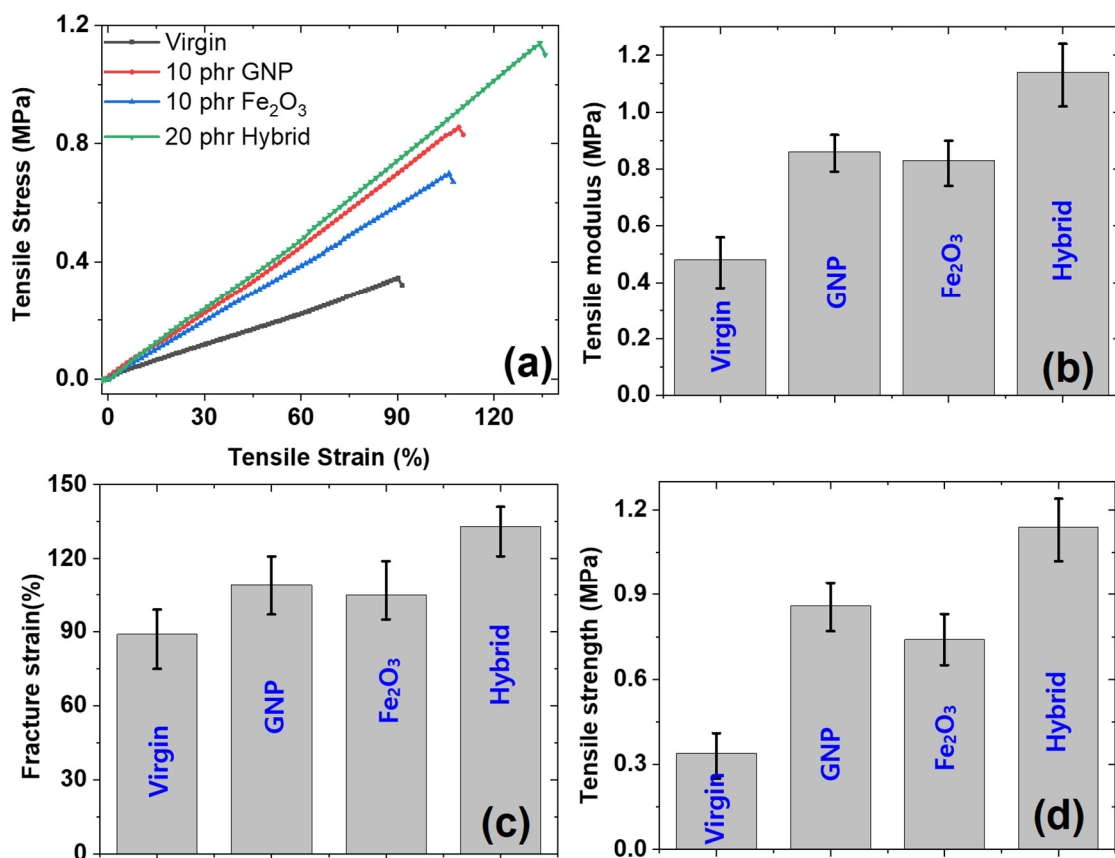 Tensile Stress (MPa)
1.2
0.8
0.4
0.0
Virgin
10 phr GNP
10 phr Fe₂O₃
20 phr Hybrid
(a)
0
30
60
90
120
Tensile Strain (%)
Tensile modulus (MPa)
1.2
1.0
0.8
0.6
0.4
0.2
0.0
Virgin
GNP
Fe₂O₃
Hybrid
(b)
Fracture strain(%)
150
120
90
60
30
0
Virgin
GNP
Fe₂O₃
Hybrid
(c)
Tensile strength (MPa)
1.2
0.9
0.6
0.3
0.0
Virgin
GNP
Fe₂O₃
Hybrid
(d)